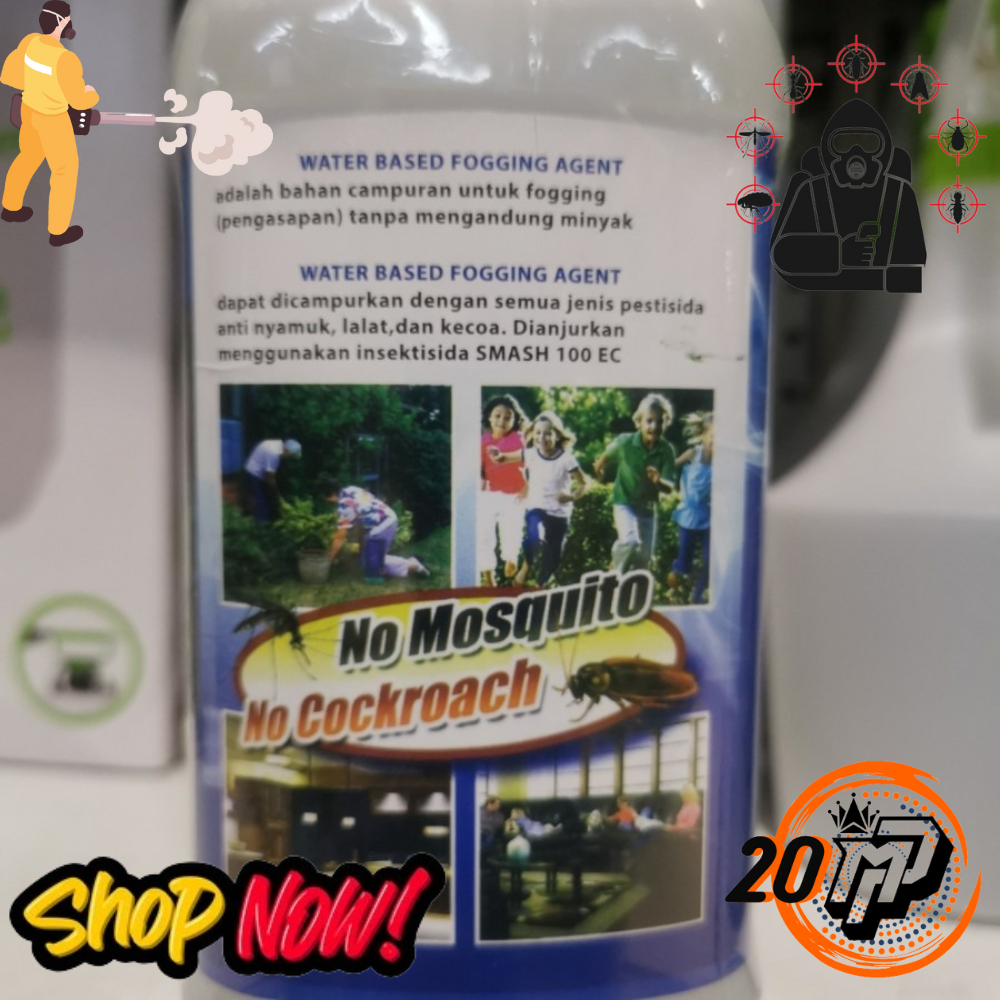 WATER BASED FOGGING AGENT
adalah bahan campuran untuk fogging
(pengasapan) tanpa mengandung minyak
WATER BASED FOGGING AGENT
dapat dicampurkan dengan semua jenis pestisida
anti nyamuk, lalat,dan kecoa. Dianjurkan
menggunakan insektisida SMASH 100 EC
No Mosquito
No Cockroach
Shop Now!
20 MP